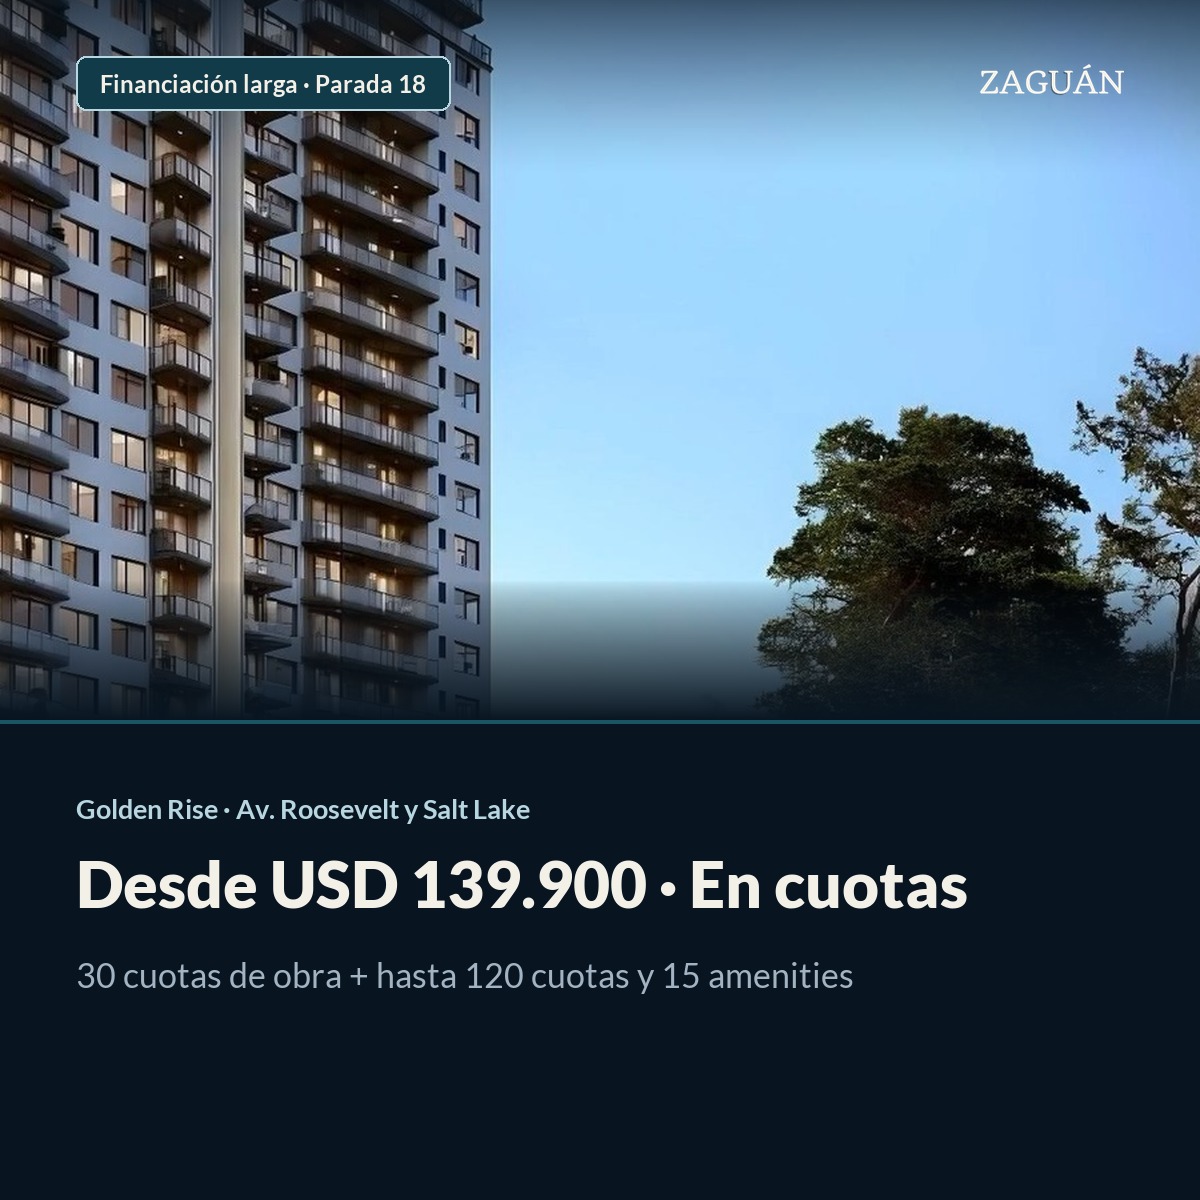 Financiación larga · Parada 18
ZAGUÁN
Golden Rise · Av. Roosevelt y Salt Lake
Desde USD 139.900 · En cuotas
30 cuotas de obra + hasta 120 cuotas y 15 amenities